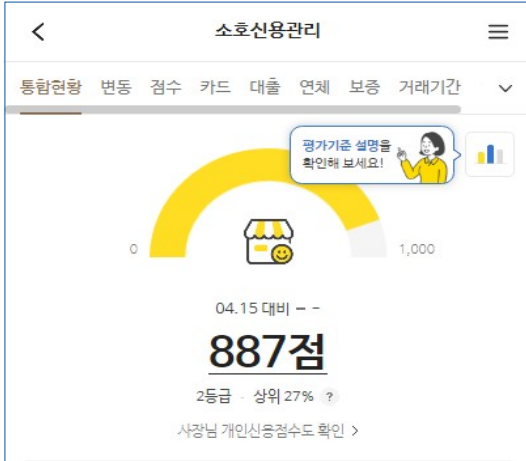 소호신용관리
통합현황 변동 점수 카드 대출 연체 보증 거래기간
평가기준 설명을
확인해 보세요!
0
1,000
04.15 대비 – -
887점
2등급 · 상위 27% ?
사장님 개인신용점수도 확인 >